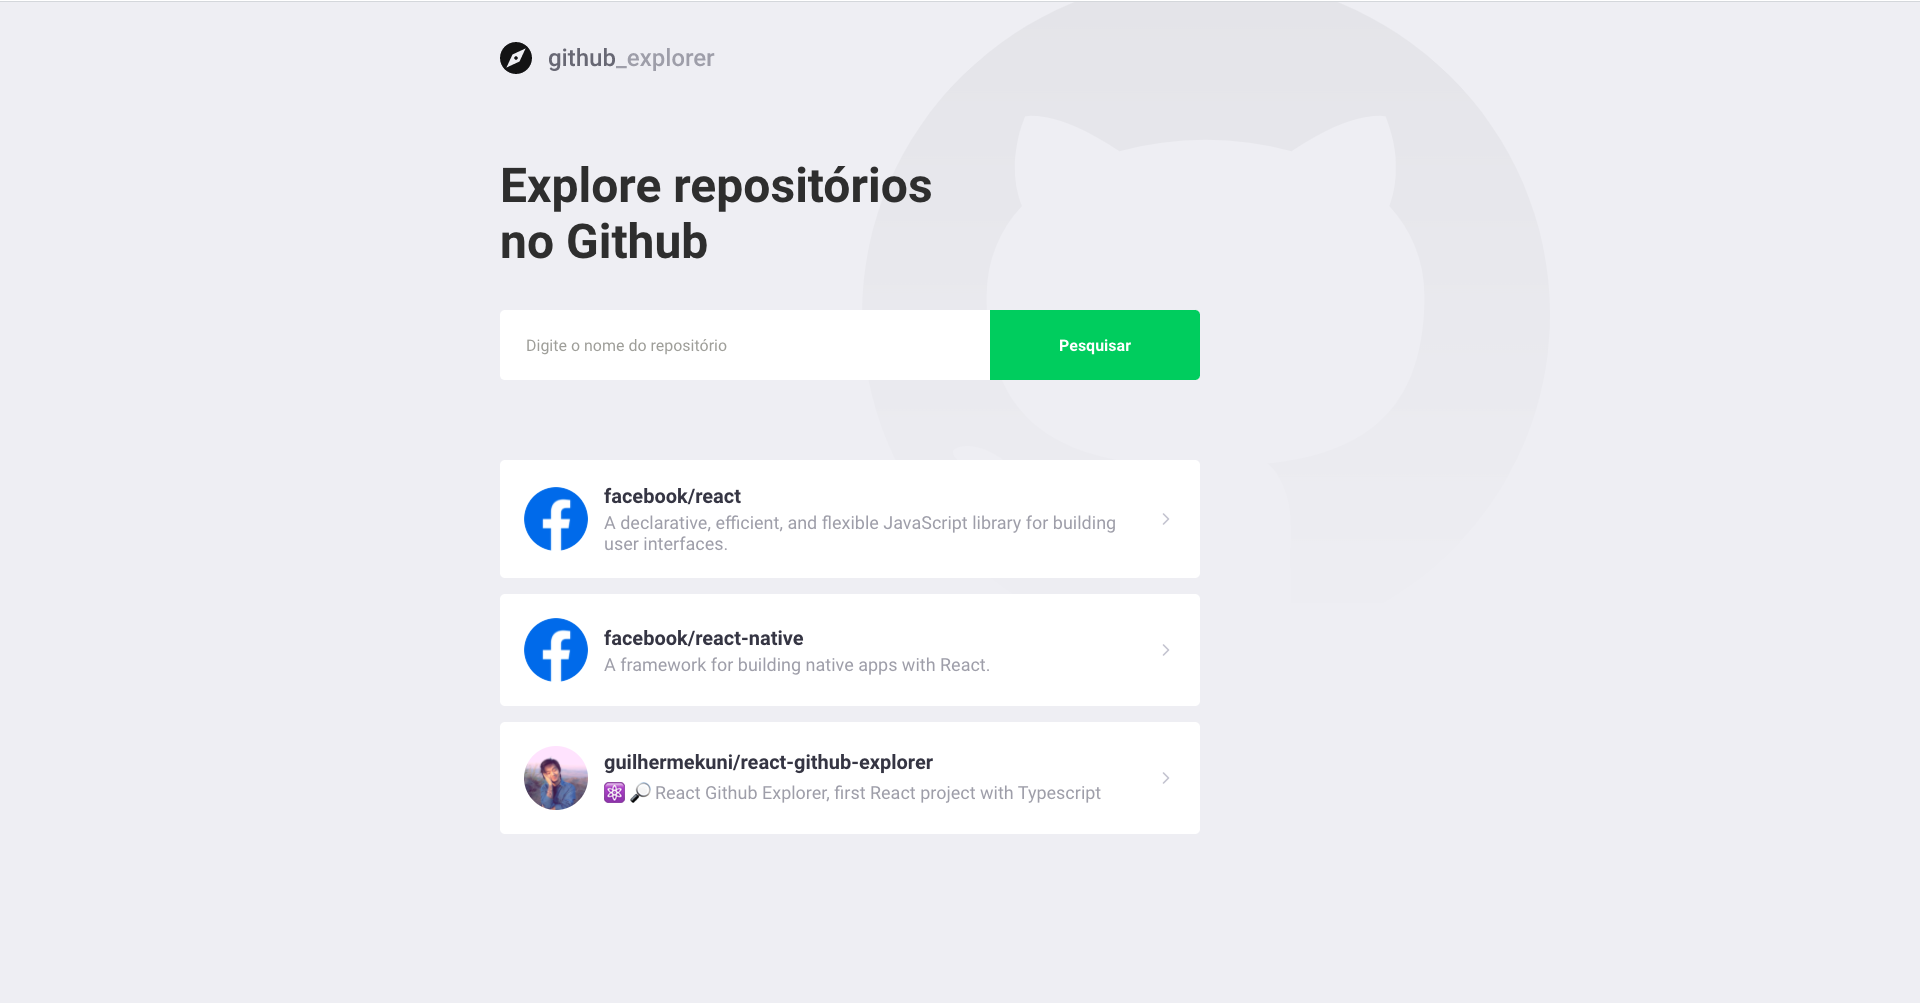 github_explorer
Explore repositórios
no Github
Digite o nome do repositório
Pesquisar
facebook/react
A declarative, efficient, and flexible JavaScript library for building
user interfaces.
facebook/react-native
A framework for building native apps with React.
guilhermekuni/react-github-explorer
⚛️ 🔎 React Github Explorer, first React project with Typescript